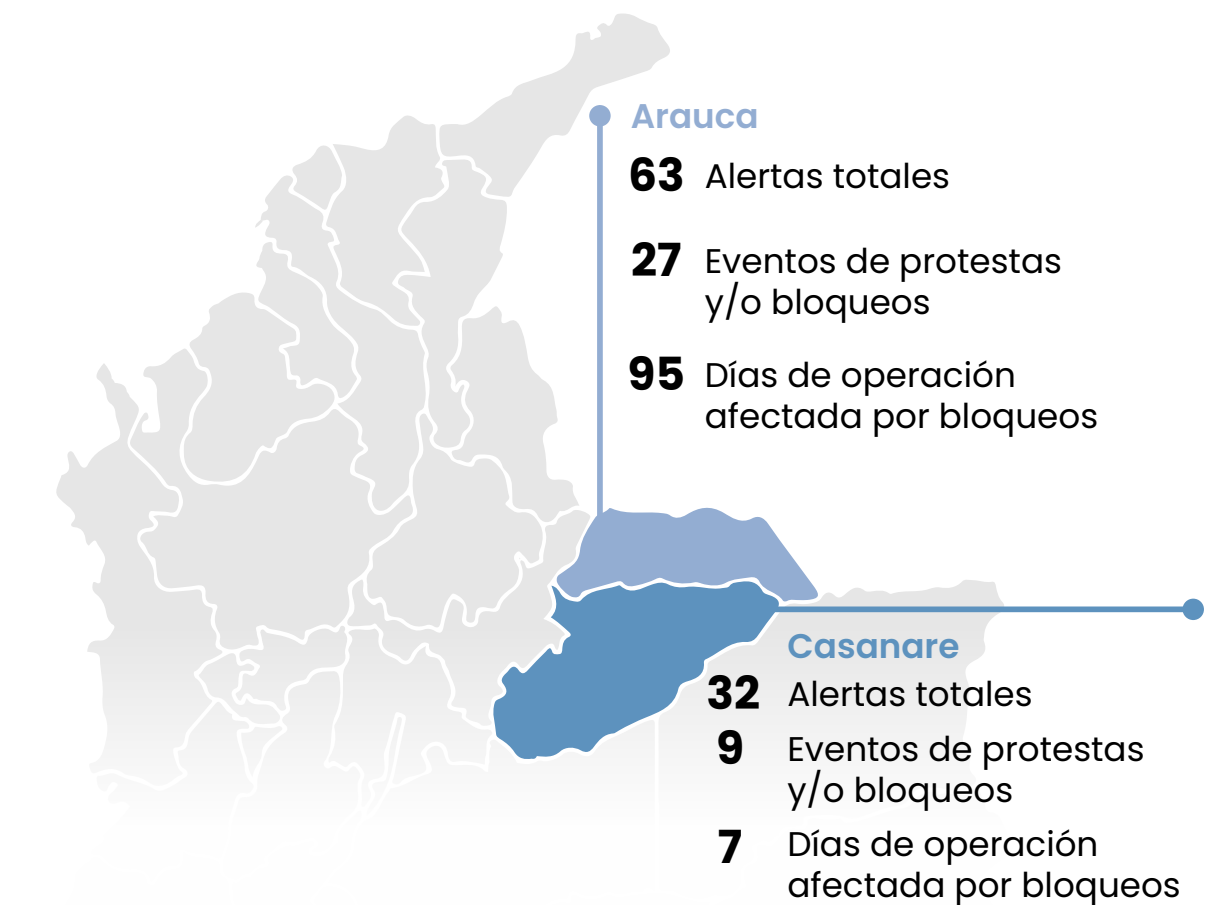 Arauca
63 Alertas totales
27 Eventos de protestas
y/o bloqueos
95 Días de operación
afectada por bloqueos
Casanare
32 Alertas totales
9 Eventos de protestas
y/o bloqueos
7 Días de operación
afectada por bloqueos